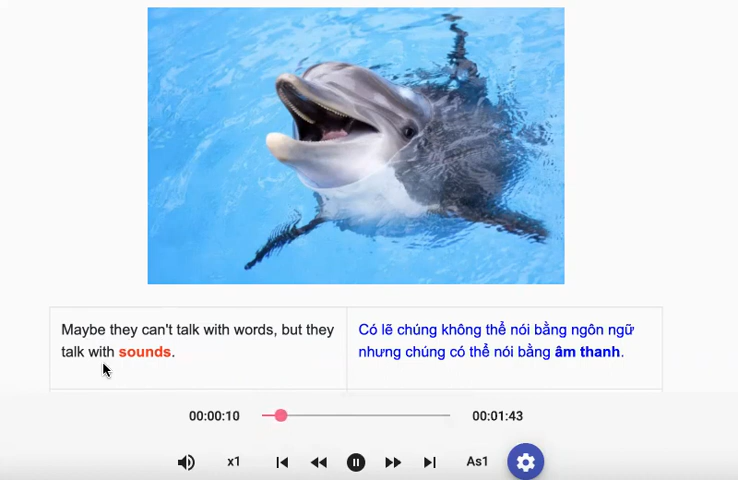 Maybe they can't talk with words, but they
talk with sounds.
Có lẽ chúng không thể nói bằng ngôn ngữ
nhưng chúng có thể nói bằng âm thanh.
00:00:10
00:01:43
x1
As1